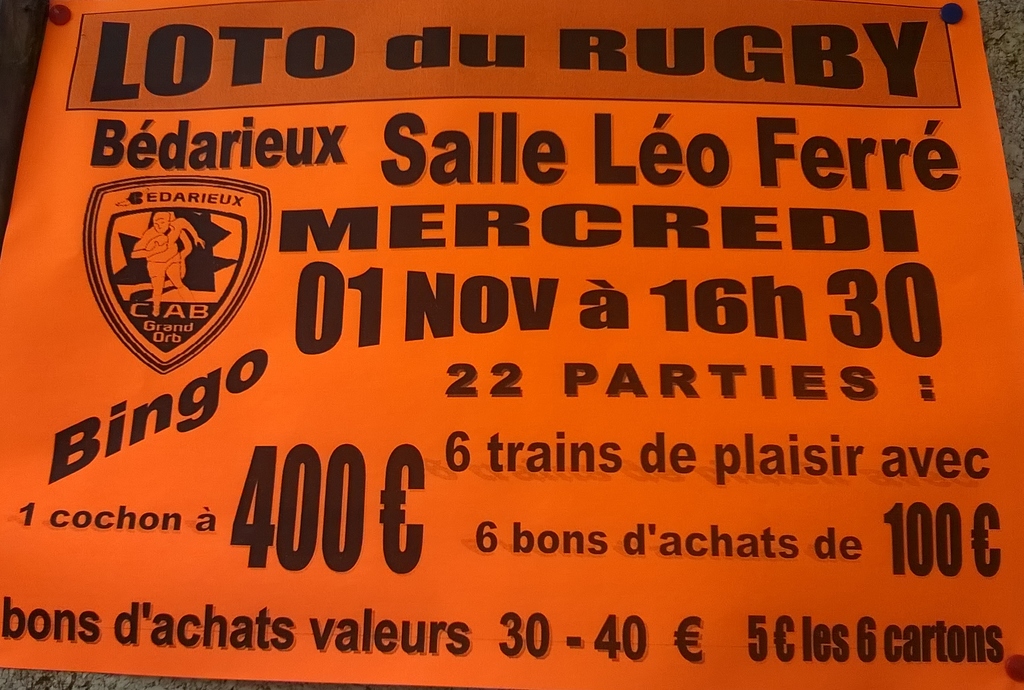 LOTO du RUGBY
Bédarieux Salle Léo Ferré
BEDARIEUX
CJAB
Grand
Orb
MERCREDI
01 NOV à 16h 30
Bingo
22 PARTIES :
6 trains de plaisir avec
1 cochon à 400 €
6 bons d'achats de 100 €
bons d'achats valeurs 30 - 40 € 5 € les 6 cartons